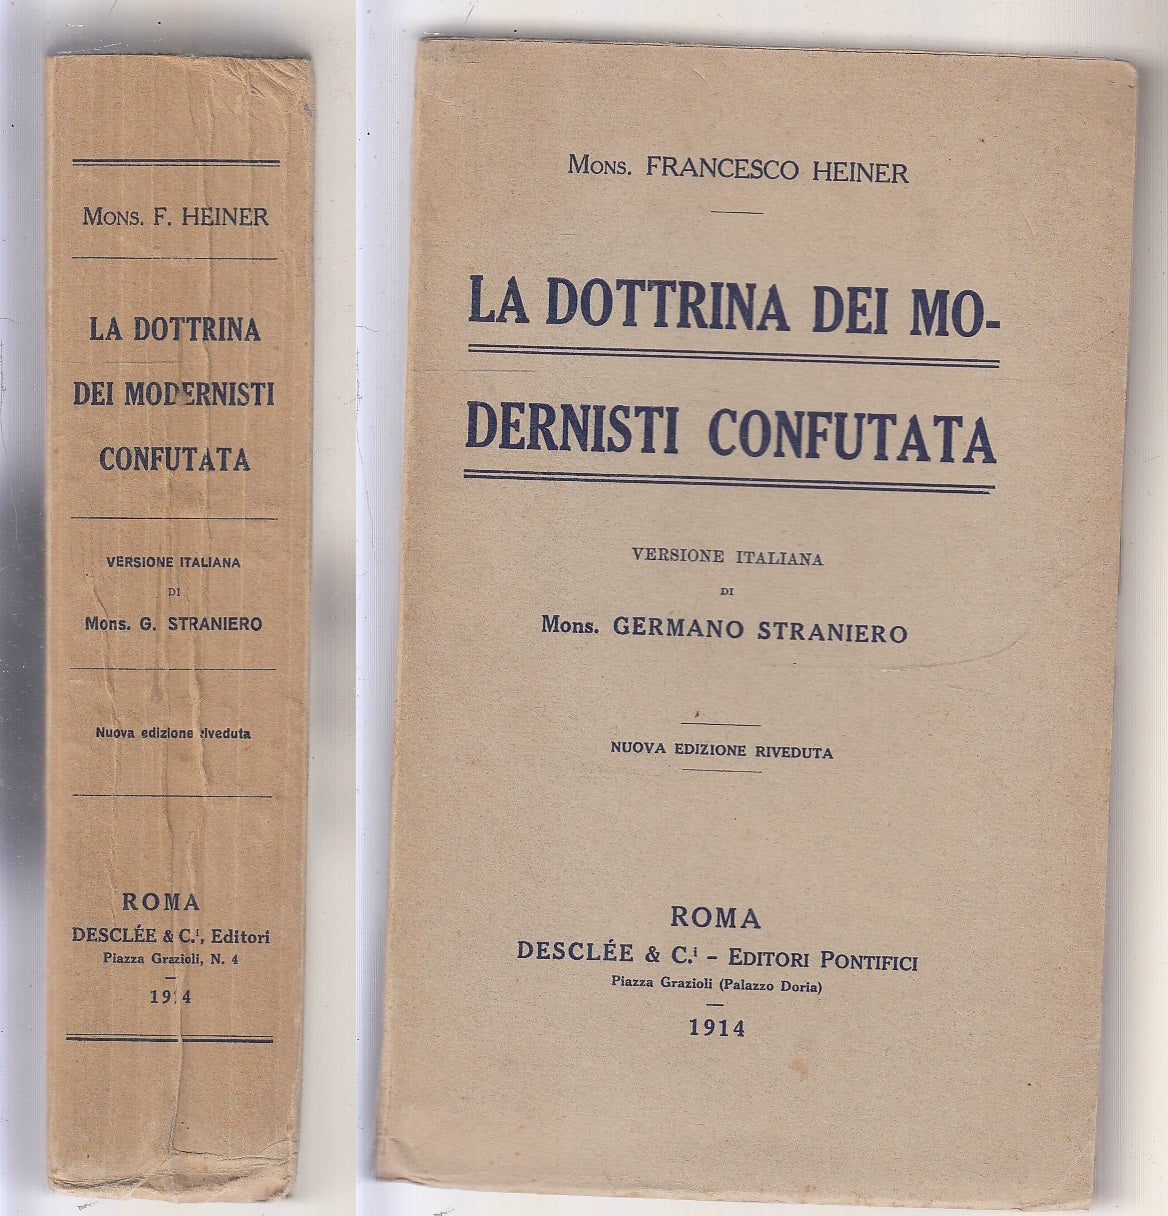 Mons. F. HEINER
LA DOTTRINA
DEI MODERNISTI
CONFUTATA
VERSIONE ITALIANA
DI
Mons. G. STRANIERO
Nuova edizione riveduta
ROMA
DESCLÉE & C.i, Editori
Piazza Grazioli, N. 4
1914
Mons. FRANCESCO HEINER
LA DOTTRINA DEI MO-
DERNISTI CONFUTATA
VERSIONE ITALIANA
DI
Mons. GERMANO STRANIERO
NUOVA EDIZIONE RIVEDUTA
ROMA
DESCLÉE & C.i - EDITORI PONTIFICI
Piazza Grazioli (Palazzo Doria)
1914